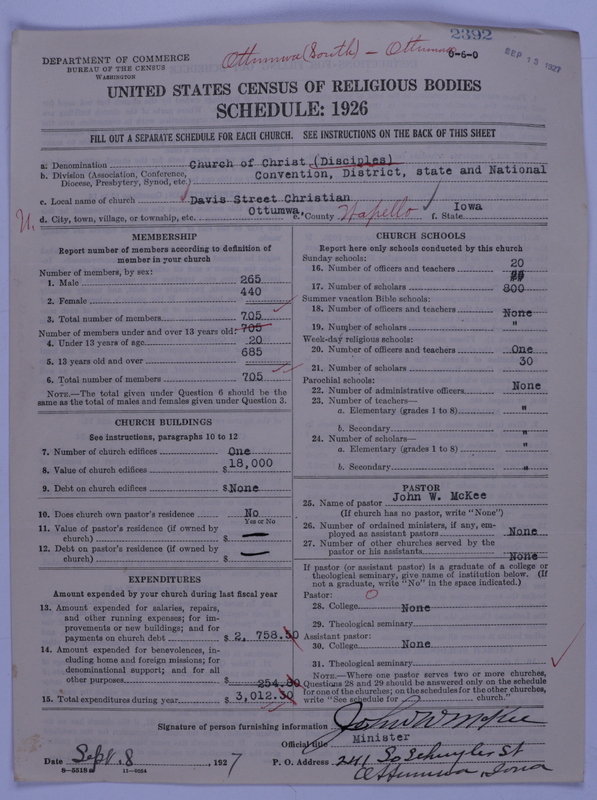 2392
Ottumwa (South) – Ottumwa
6-6-0
SEP 13 1927
DEPARTMENT OF COMMERCE
BUREAU OF THE CENSUS
WASHINGTON
UNITED STATES CENSUS OF RELIGIOUS BODIES
SCHEDULE: 1926
FILL OUT A SEPARATE SCHEDULE FOR EACH CHURCH. SEE INSTRUCTIONS ON THE BACK OF THIS SHEET
a. Denomination Church of Christ (Disciples)
b. Division (Association, Conference, Diocese, Presbytery, Synod, etc.) Convention, District, state and National
c. Local name of church Davis Street Christian
U. d. City, town, village, or township, etc. Ottumwa, e. County Wapello f. State Iowa
MEMBERSHIP
Report number of members according to definition of
member in your church
Number of members, by sex:
1. Male 265
2. Female 440
3. Total number of members 705
Number of members under and over 13 years old: 705
4. Under 13 years of age 20
5. 13 years old and over 685
6. Total number of members 705
NOTE.—The total given under Question 6 should be the
same as the total of males and females given under Question 3.
CHURCH BUILDINGS
See instructions, paragraphs 10 to 12
7. Number of church edifices One
8. Value of church edifices $18,000
9. Debt on church edifices $None
10. Does church own pastor's residence No
Yes or No
11. Value of pastor's residence (if owned by
church) $ —
12. Debt on pastor's residence (if owned by
church) $ —
EXPENDITURES
Amount expended by your church during last fiscal year
13. Amount expended for salaries, repairs,
and other running expenses; for im-
provements or new buildings; and for
payments on church debt $ 2,758.50
14. Amount expended for benevolences, in-
cluding home and foreign missions; for
denominational support; and for all
other purposes 254.80
15. Total expenditures during year $ 3,012.30
CHURCH SCHOOLS
Report here only schools conducted by this church
Sunday schools:
16. Number of officers and teachers 20
17. Number of scholars 300
Summer vacation Bible schools:
18. Number of officers and teachers None
19. Number of scholars "
Week-day religious schools:
20. Number of officers and teachers One
21. Number of scholars 30
Parochial schools:
22. Number of administrative officers None
23. Number of teachers—
a. Elementary (grades 1 to 8) "
b. Secondary "
24. Number of scholars—
a. Elementary (grades 1 to 8) "
b. Secondary "
PASTOR
25. Name of pastor John W. McKee
(If church has no pastor, write "None")
26. Number of ordained ministers, if any, em-
ployed as assistant pastors None
27. Number of other churches served by the
pastor or his assistants None
If pastor (or assistant pastor) is a graduate of a college or
theological seminary, give name of institution below. (If
not a graduate, write "No" in the space indicated.)
Pastor: O
28. College None
29. Theological seminary
Assistant pastor:
30. College None
31. Theological seminary
NOTE.—Where one pastor serves two or more churches,
Questions 28 and 29 should be answered only on the schedule
for one of the churches; on the schedules for the other churches,
write "See schedule for church."
Signature of person furnishing information John W McKee
Official title Minister
Date Sept. 8, 1927 P. O. Address 241 So Schuyler St
8-5518 11-9664 Ottumwa, Iowa